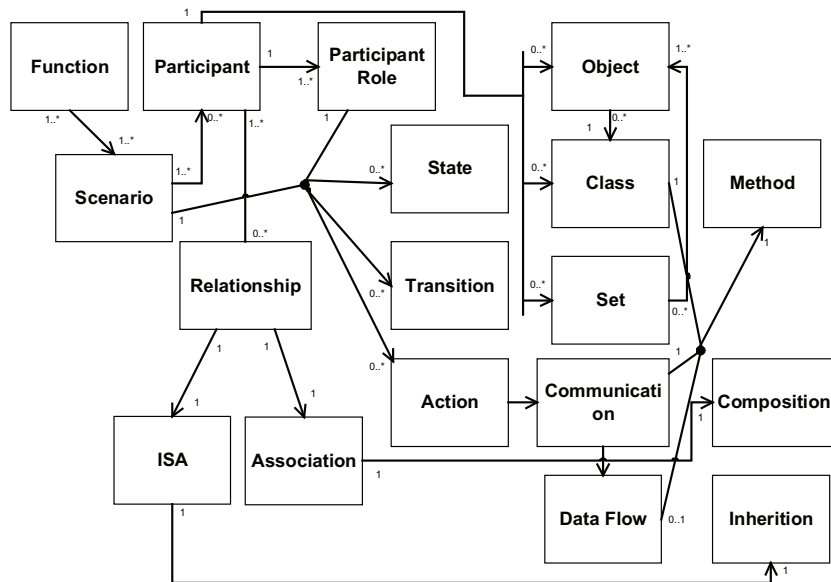 1
Function
Participant
1
Participant
Role
0..*
Object
1..*
1..*
1..*
0..*
1..*
1
1
0..*
1..*
Scenario
1..*
1
0..*
State
0..*
Class
1
Method
1
0..*
Relationship
0..*
Transition
0..*
Set
0..*
1
1
0..*
Action
1
Communicati
on
1
Composition
1
1
ISA
Association
1
1
Data Flow
0..1
Inherition
1